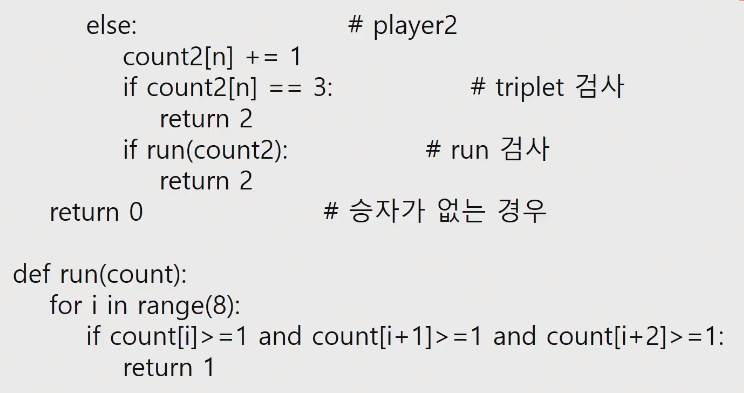 else: # player2
count2[n] += 1
if count2[n] == 3: # triplet 검사
return 2
if run(count2): # run 검사
return 2
return 0 # 승자가 없는 경우
def run(count):
for i in range(8):
if count[i]>=1 and count[i+1]>=1 and count[i+2]>=1:
return 1